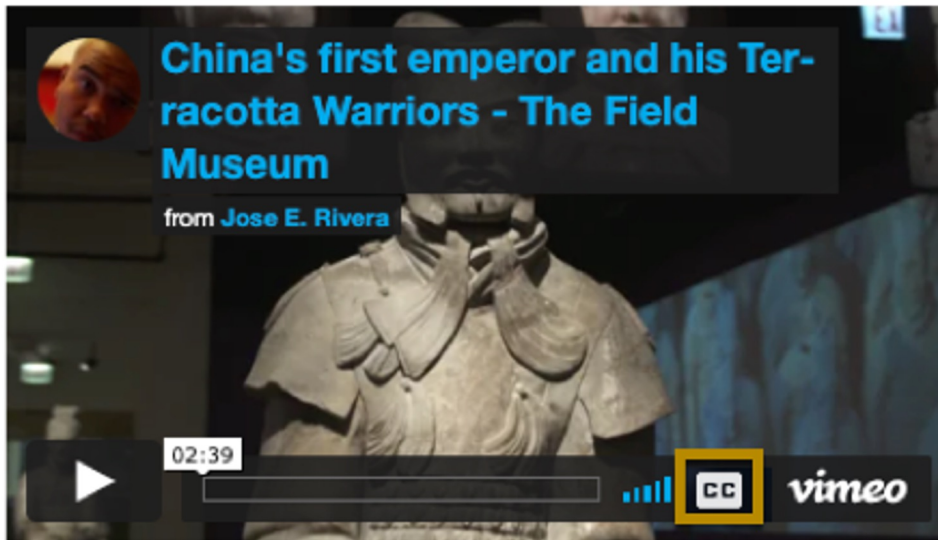 China's first emperor and his Ter-
racotta Warriors - The Field
Museum
from Jose E. Rivera
02:39
CC
vimeo